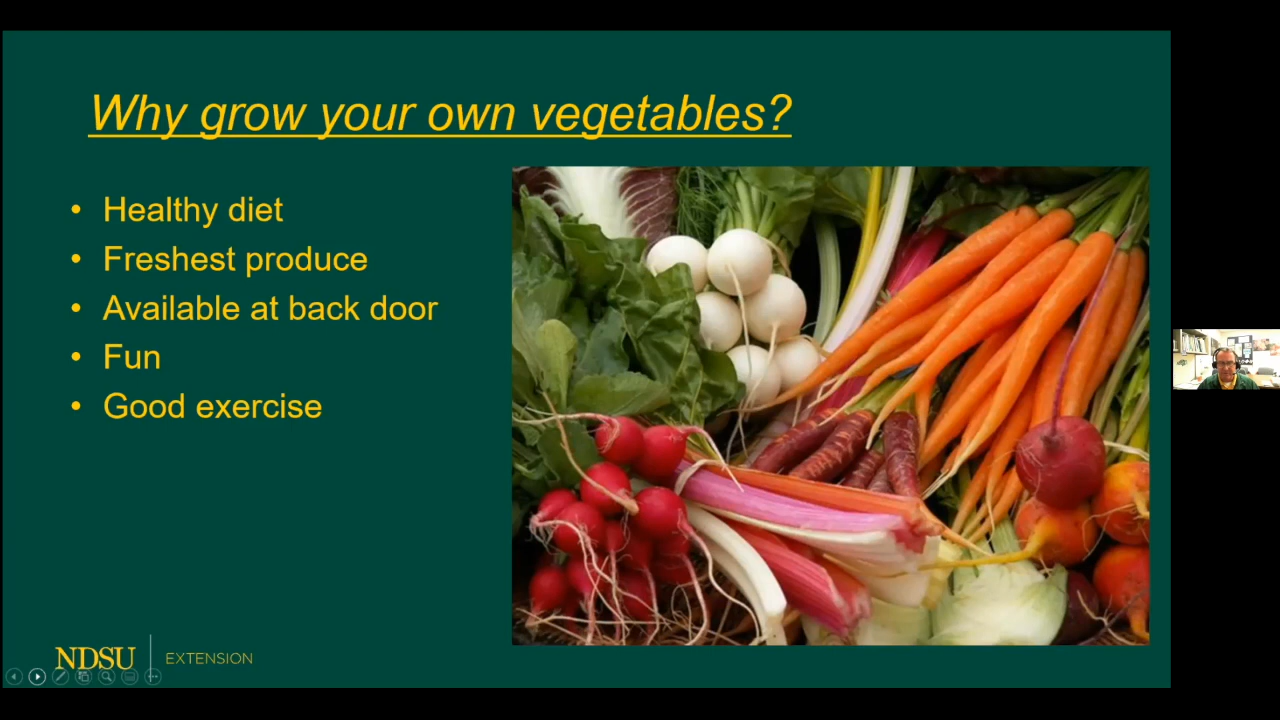 Why grow your own vegetables?
• Healthy diet
• Freshest produce
• Available at back door
• Fun
• Good exercise
NDSU EXTENSION